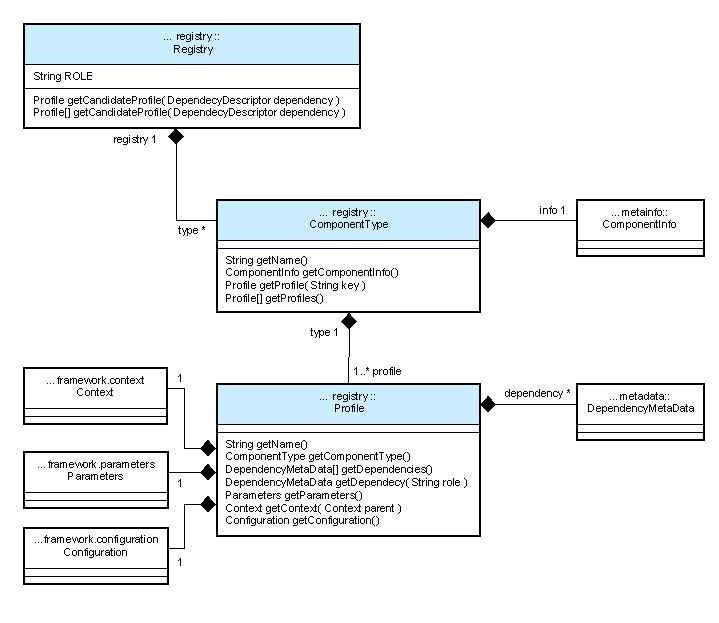 ... registry ::
Registry
String ROLE
Profile getCandidateProfile( DependecyDescriptor dependency )
Profile[] getCandidateProfile( DependecyDescriptor dependency )
registry 1
type *
... registry ::
ComponentType
String getName()
ComponentInfo getComponentInfo()
Profile getProfile( String key )
Profile[] getProfiles()
info 1
... metainfo::
ComponentInfo
type 1
1..* profile
... framework.context
Context
1
... registry ::
Profile
String getName()
ComponentType getComponentType()
DependencyMetaData[] getDependencies()
DependencyMetaData getDependecy( String role )
Parameters getParameters()
Context getContext( Context parent )
Configuration getConfiguration()
dependency *
...metadata::
DependencyMetaData
...framework.parameters
Parameters
1
...framework.configuration
Configuration
1